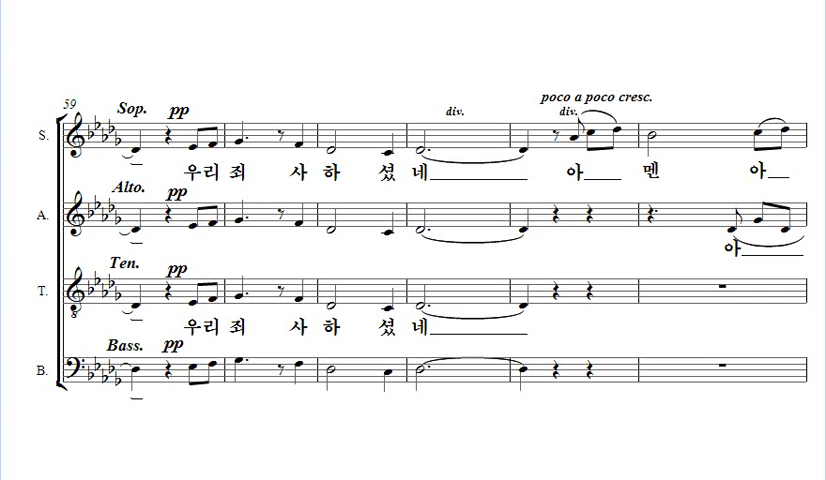 59
Sop. pp
poco a poco cresc.
div. div.
S.
우리 죄 사 하 셨 네 아 멘 아
Alto. pp
A.
아
Ten. pp
T.
우리 죄 사 하 셨 네
Bass. pp
B.